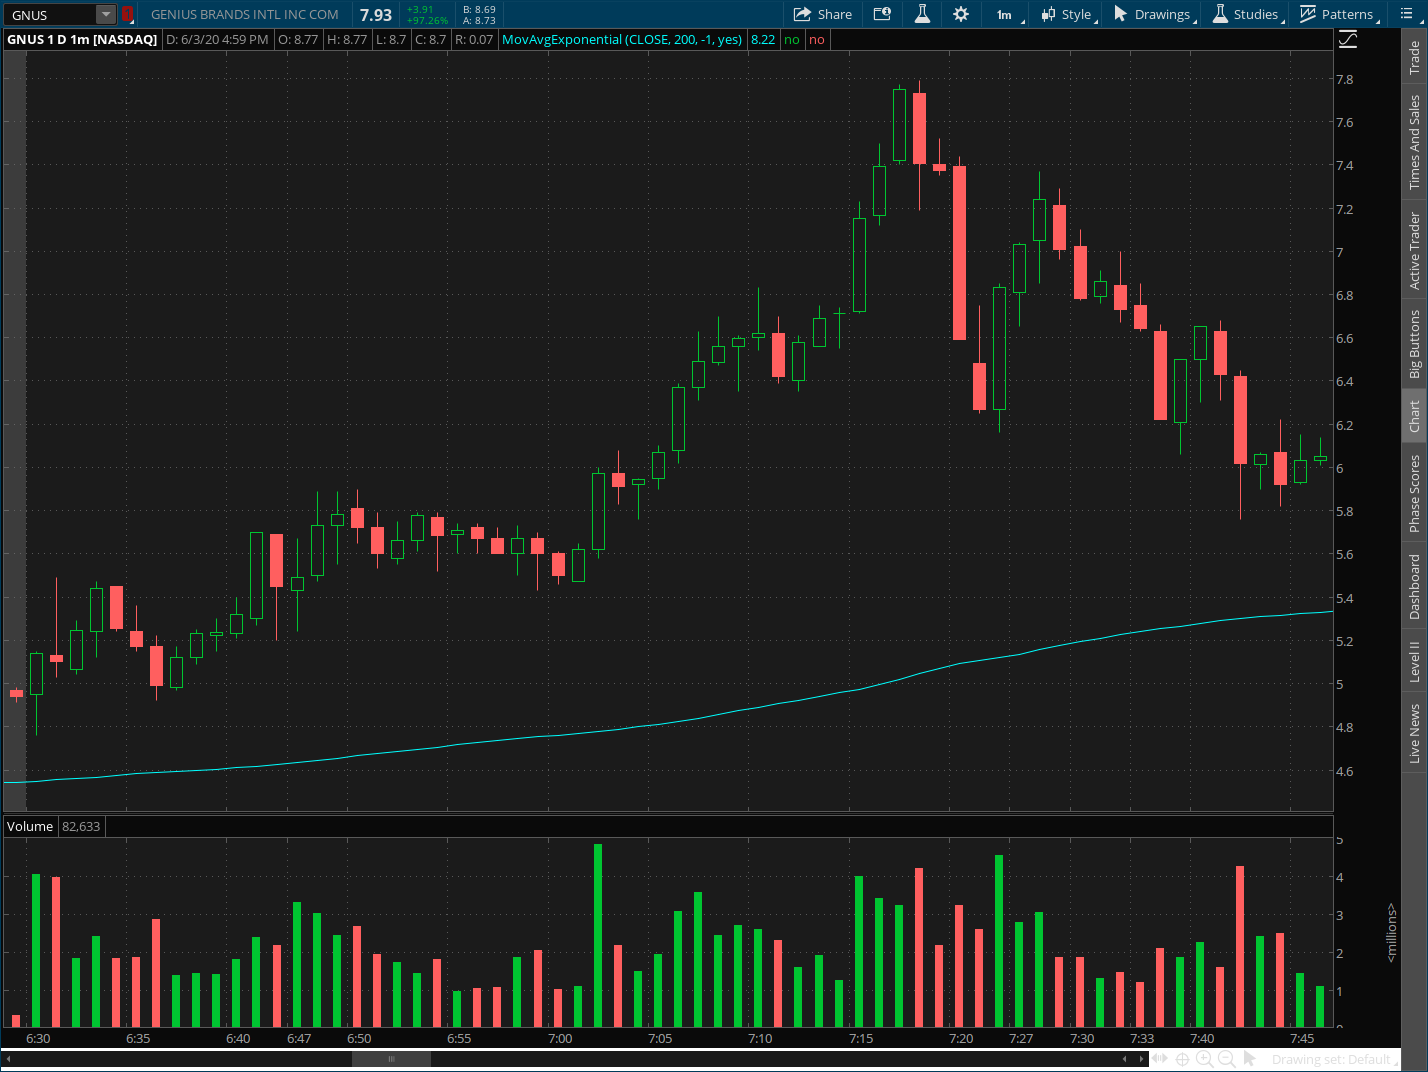 GNUS 1 GENIUS BRANDS INTL INC COM 7.93 +3.91 +97.26% B: 8.69 A: 8.73 Share 1m Style Drawings Studies Patterns
GNUS 1 D 1m [NASDAQ] D: 6/3/20 4:59 PM O: 8.77 H: 8.77 L: 8.7 C: 8.7 R: 0.07 MovAvgExponential (CLOSE, 200, -1, yes) 8.22 no no
7.8
7.6
7.4
7.2
7
6.8
6.6
6.4
6.2
6
5.8
5.6
5.4
5.2
5
4.8
4.6
Trade
Times And Sales
Active Trader
Big Buttons
Chart
Phase Scores
Dashboard
Level II
Live News
Volume 82,633
5
4
3
2
1
0
<millions>
6:30 6:35 6:40 6:47 6:50 6:55 7:00 7:05 7:10 7:15 7:20 7:27 7:30 7:33 7:40 7:45
Drawing set: Default